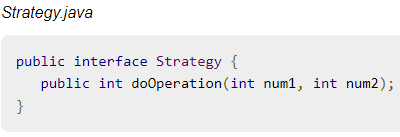 Strategy.java
public interface Strategy {
   public int doOperation(int num1, int num2);
}